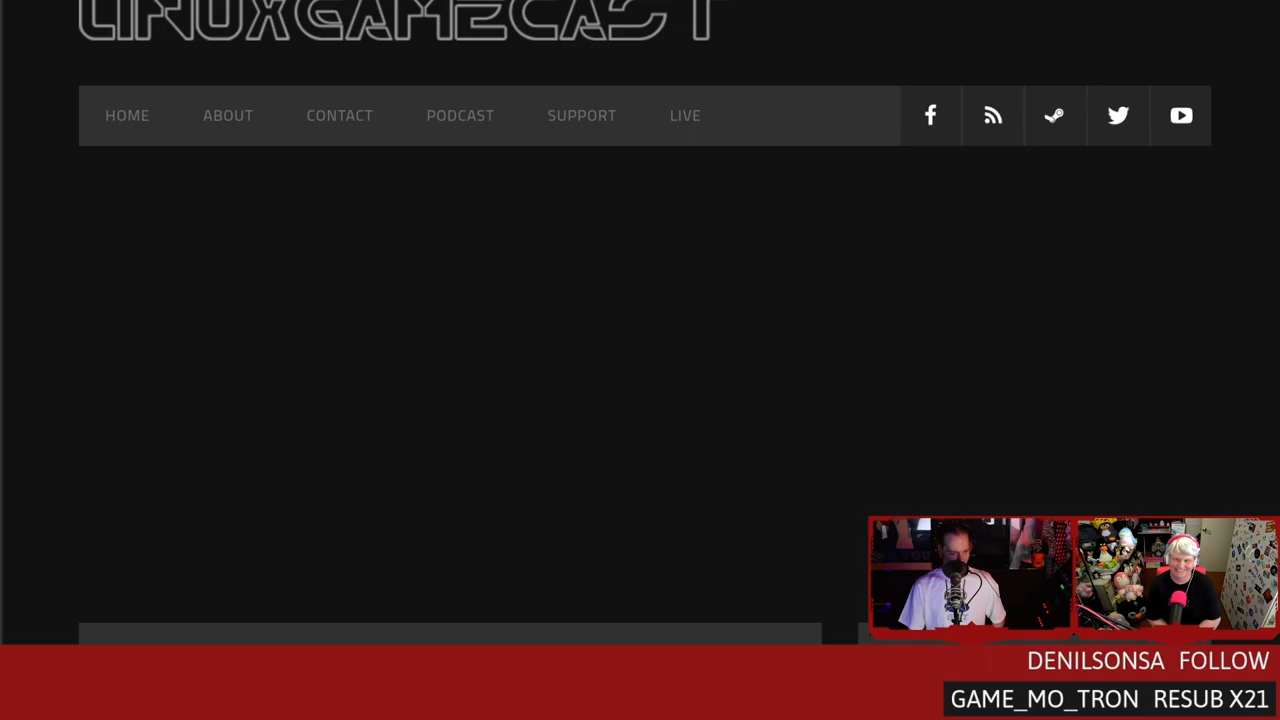 LINUXGAMECAST
HOME ABOUT CONTACT PODCAST SUPPORT LIVE
DENILSONSA FOLLOW
GAME_MO_TRON RESUB X21